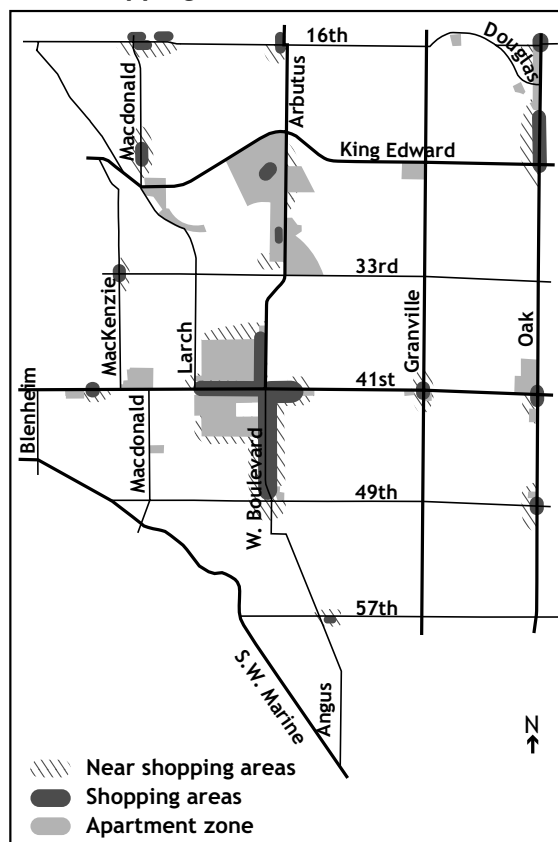 16th
Douglas
Macdonald
Arbutus
King Edward
33rd
MacKenzie
Larch
Granville
Oak
41st
Blenheim
Macdonald
W. Boulevard
49th
57th
S.W. Marine
Angus
N
Near shopping areas
Shopping areas
Apartment zone